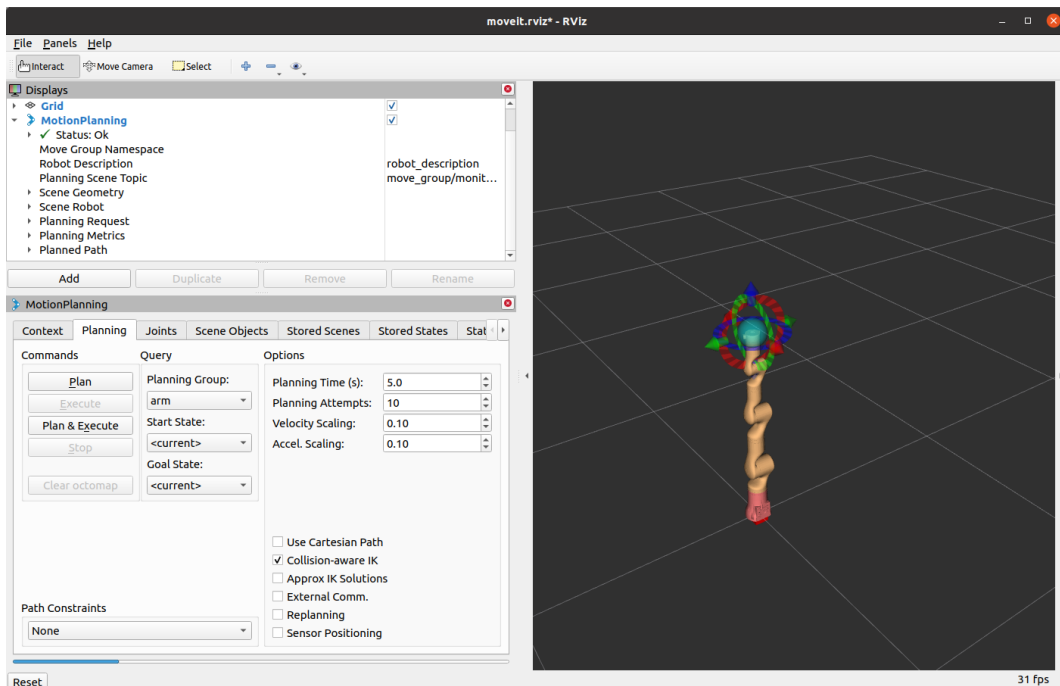 moveit.rviz* - RViz
File Panels Help
Interact Move Camera Select
Displays
Grid
MotionPlanning
Status: Ok
Move Group Namespace
Robot Description robot_description
Planning Scene Topic move_group/monit...
Scene Geometry
Scene Robot
Planning Request
Planning Metrics
Planned Path
Add Duplicate Remove Rename
MotionPlanning
Context Planning Joints Scene Objects Stored Scenes Stored States Stat
Commands Query Options
Plan Planning Group: Planning Time (s): 5.0
Execute arm Planning Attempts: 10
Plan & Execute Start State: Velocity Scaling: 0.10
Stop <current> Accel. Scaling: 0.10
Goal State:
Clear octomap <current>
Use Cartesian Path
Collision-aware IK
Approx IK Solutions
External Comm.
Path Constraints Replanning
None Sensor Positioning
Reset 31 fps